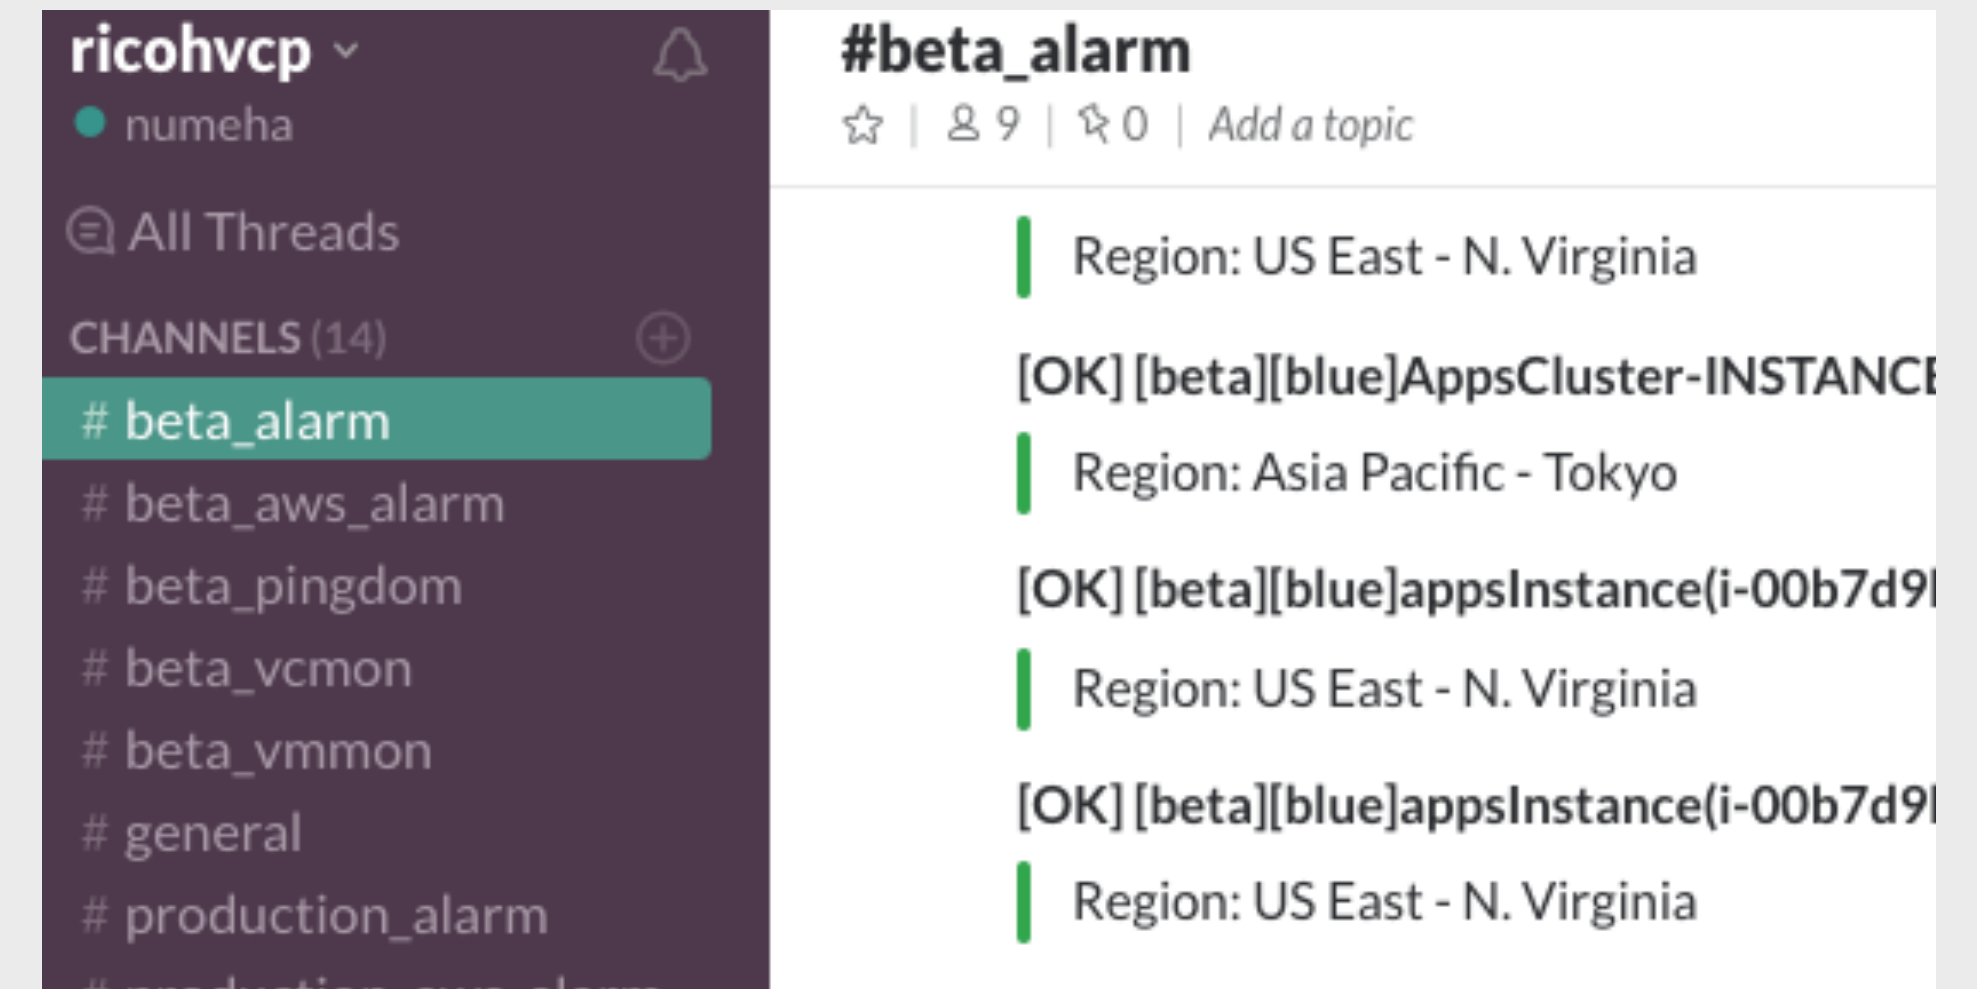 ricohvcp
numeha
All Threads
CHANNELS (14)
# beta_alarm
# beta_aws_alarm
# beta_pingdom
# beta_vcmon
# beta_vmmon
# general
# production_alarm
# production_aws_alarm
#beta_alarm
9 | 0 | Add a topic
Region: US East - N. Virginia
[OK] [beta][blue]AppsCluster-INSTANCE
Region: Asia Pacific - Tokyo
[OK] [beta][blue]appsInstance(i-00b7d9
Region: US East - N. Virginia
[OK] [beta][blue]appsInstance(i-00b7d9
Region: US East - N. Virginia